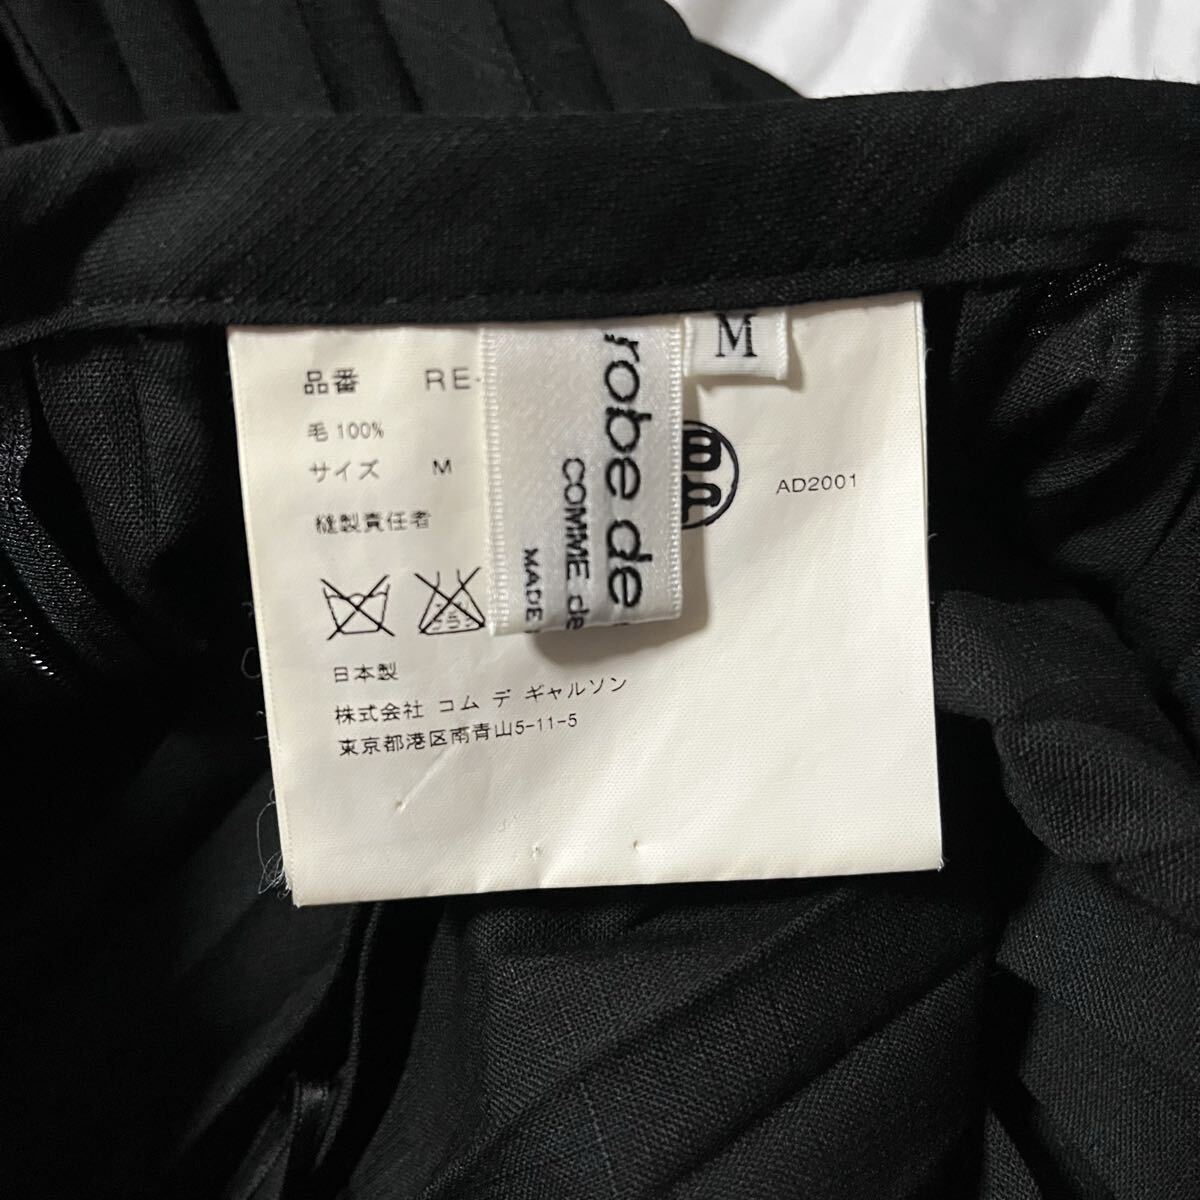 品番 RE-
毛 100%
サイズ M
縫製責任者
日本製
株式会社 コム デ ギャルソン
東京都港区南青山5-11-5
robe de
COMME de
MADE
M
AD2001